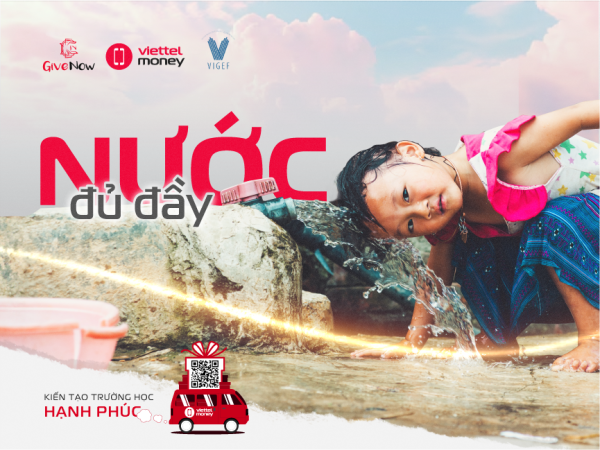 GiveNow
viettel
money
VIGEF
NƯỚC
đủ đầy
KIẾN TẠO TRƯỜNG HỌC
HẠNH PHÚC
viettel
money